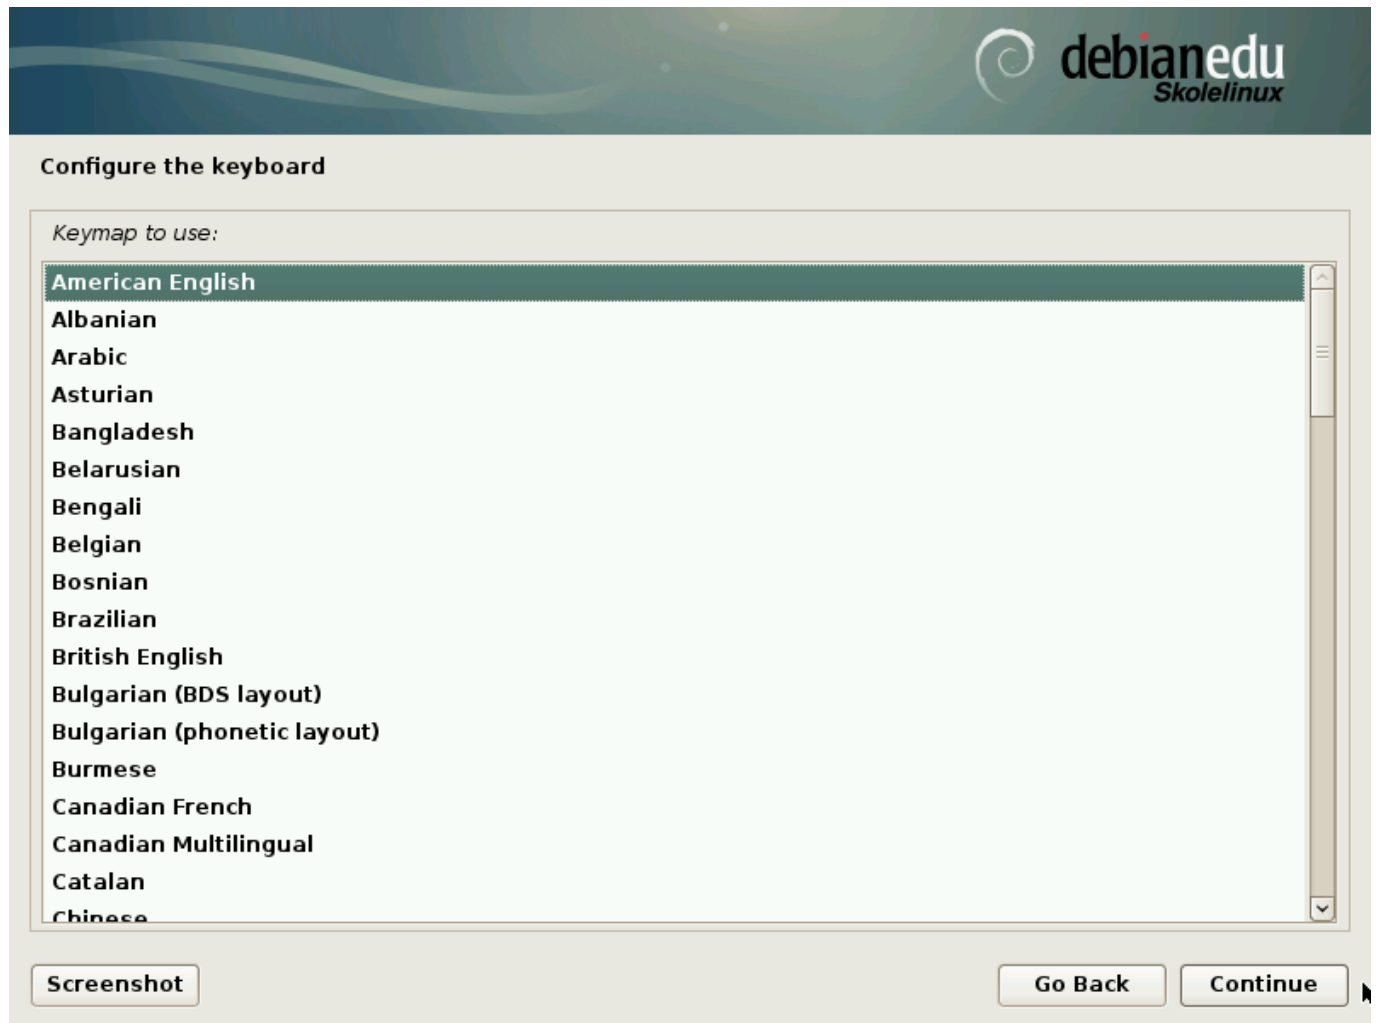 debianedu
Skolelinux
Configure the keyboard
Keymap to use:
American English
Albanian
Arabic
Asturian
Bangladesh
Belarusian
Bengali
Belgian
Bosnian
Brazilian
British English
Bulgarian (BDS layout)
Bulgarian (phonetic layout)
Burmese
Canadian French
Canadian Multilingual
Catalan
Chinese
Screenshot
Go Back
Continue